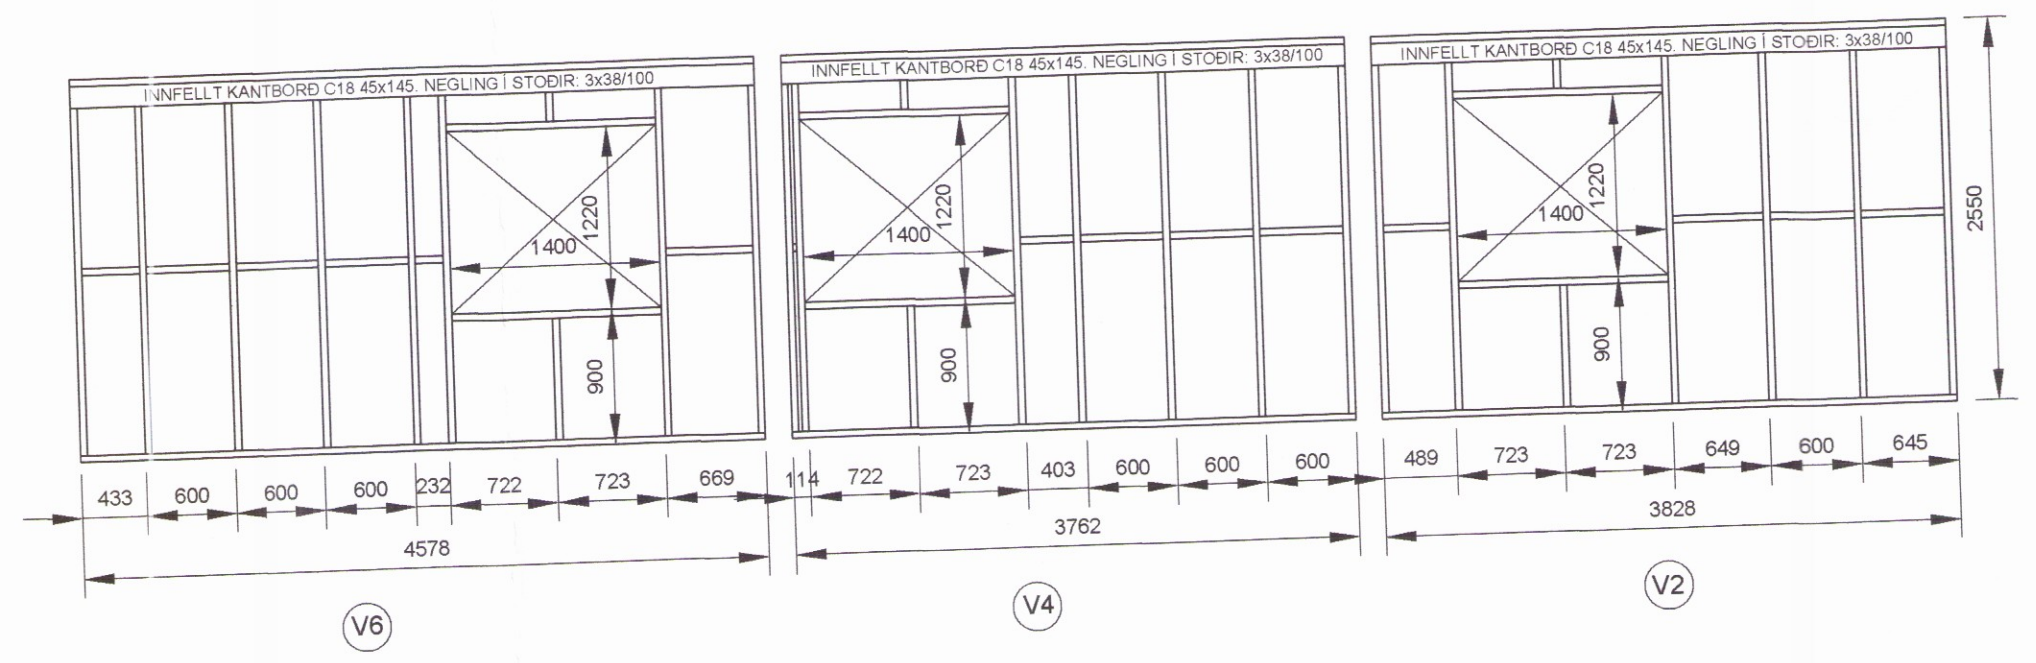 INNFELLT KANTBORÐ C18 45x145. NEGLING Í STOÐIR: 3x38/100
1220
1400
900
433 600 600 600 232 722 723 669
4578
V6
INNFELLT KANTBORÐ C18 45x145. NEGLING Í STOÐIR: 3x38/100
1220
1400
900
114 722 723 403 600 600 600
3762
V4
INNFELLT KANTBORÐ C18 45x145. NEGLING Í STOÐIR: 3x38/100
1220
1400
900
2550
489 723 723 649 600 645
3828
V2